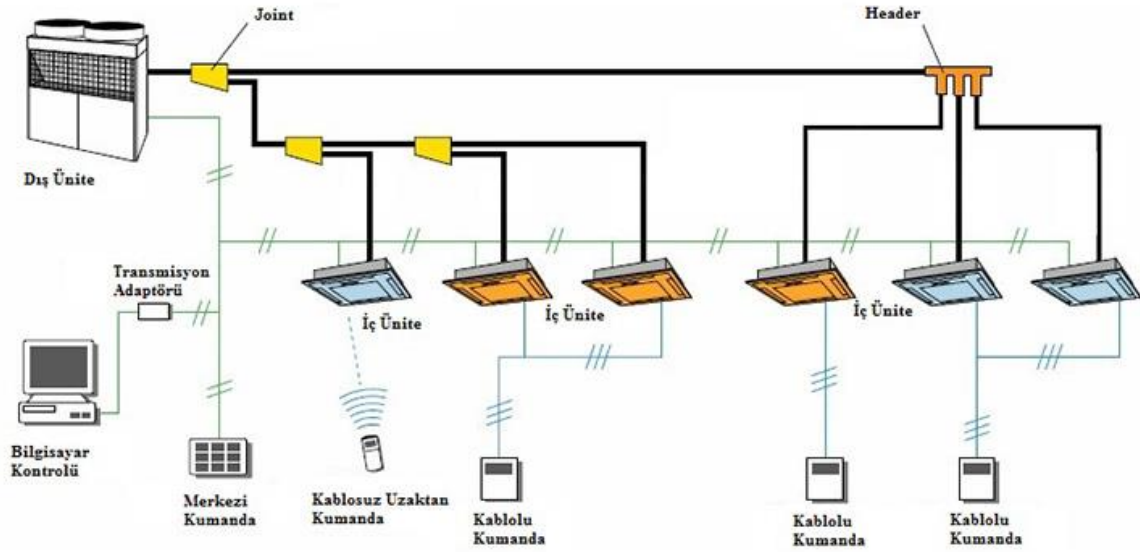 Joint
Header
Dış Ünite
Transmisyon
Adaptörü
İç Ünite
İç Ünite
İç Ünite
Bilgisayar
Kontrolü
Merkezi
Kumanda
Kablosuz Uzaktan
Kumanda
Kablolu
Kumanda
Kablolu
Kumanda
Kablolu
Kumanda